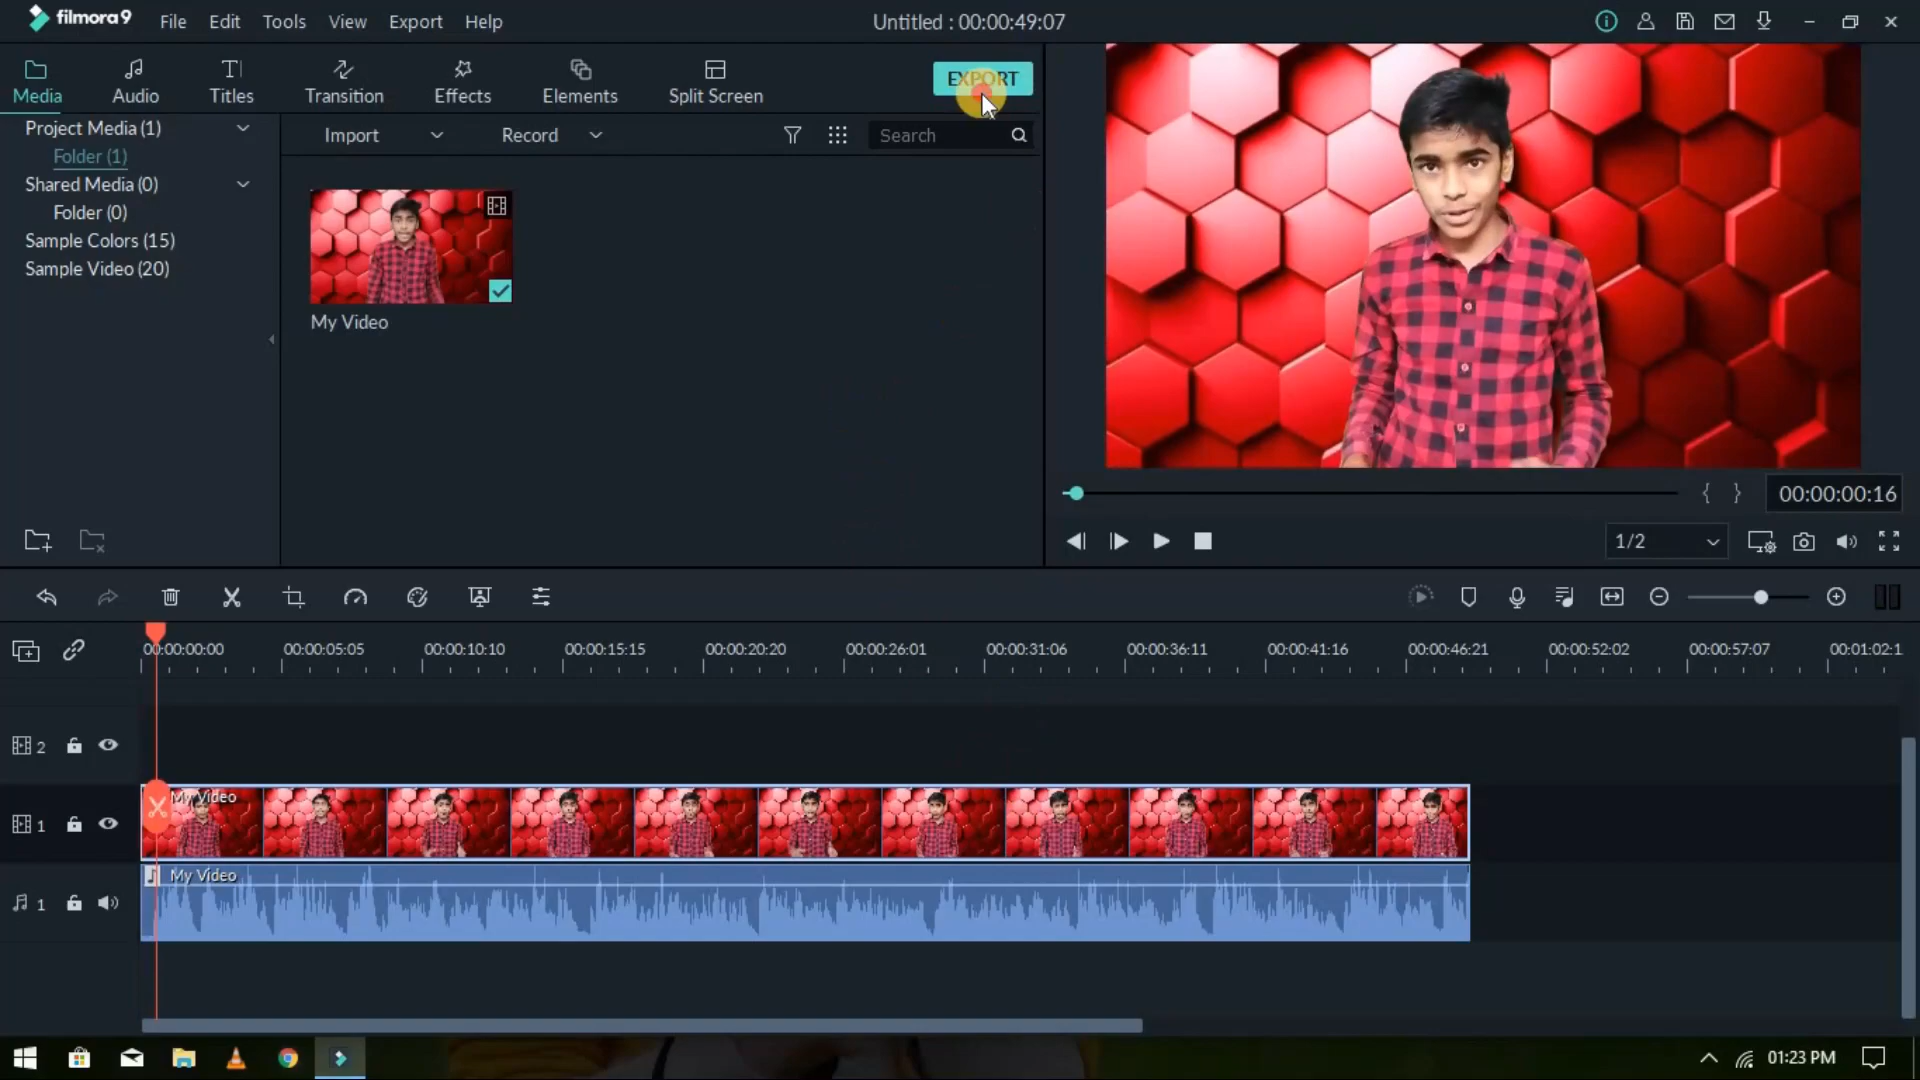 filmora9 File Edit Tools View Export Help Untitled : 00:00:49:07
Media Audio Titles Transition Effects Elements Split Screen EXPORT
Project Media (1) Import Record Search
Folder (1)
Shared Media (0)
Folder (0)
Sample Colors (15)
Sample Video (20)
My Video
00:00:00:16
1/2
00:00:00:00 00:00:05:05 00:00:10:10 00:00:15:15 00:00:20:20 00:00:26:01 00:00:31:06 00:00:36:11 00:00:41:16 00:00:46:21 00:00:52:02 00:00:57:07 00:01:02:1
2
My Video
1
My Video
1
01:23 PM